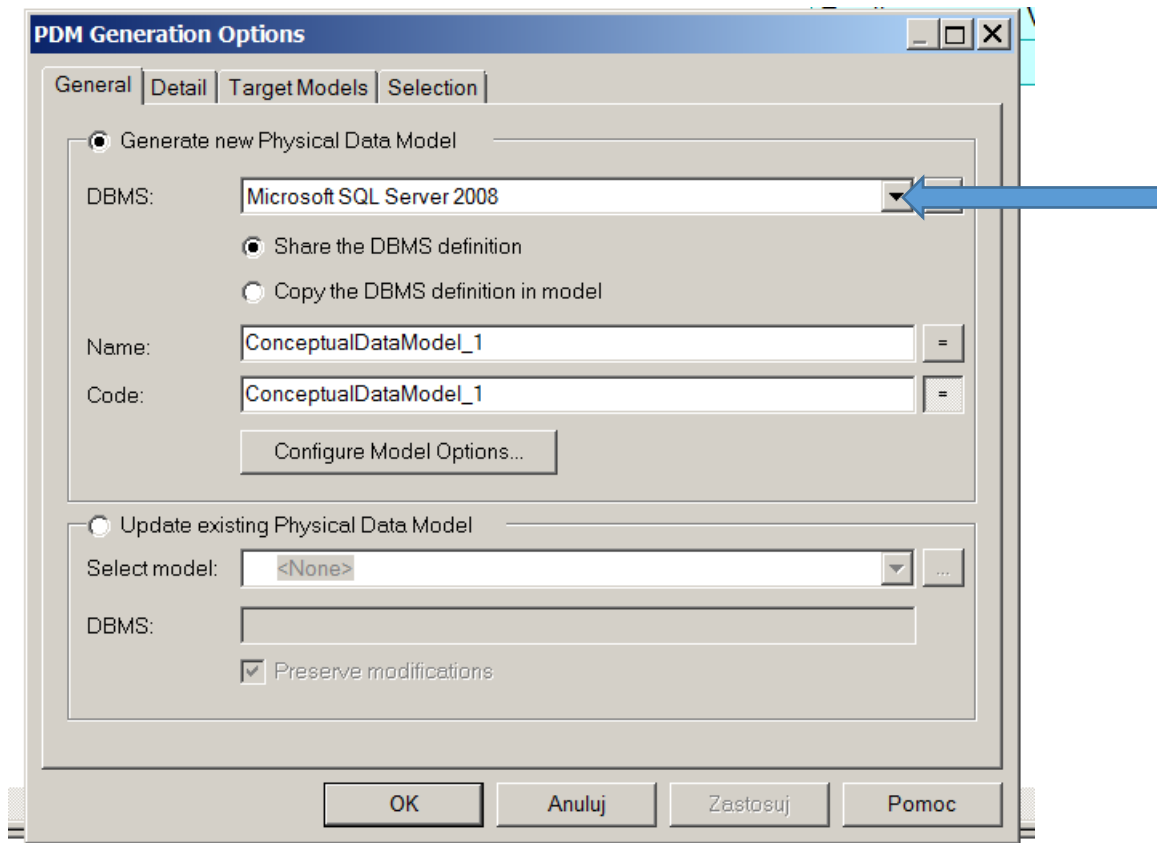 PDM Generation Options
General Detail Target Models Selection
Generate new Physical Data Model
DBMS: Microsoft SQL Server 2008
Share the DBMS definition
Copy the DBMS definition in model
Name: ConceptualDataModel_1 =
Code: ConceptualDataModel_1 =
Configure Model Options...
Update existing Physical Data Model
Select model: <None> ...
DBMS:
Preserve modifications
OK Anuluj Zastosuj Pomoc